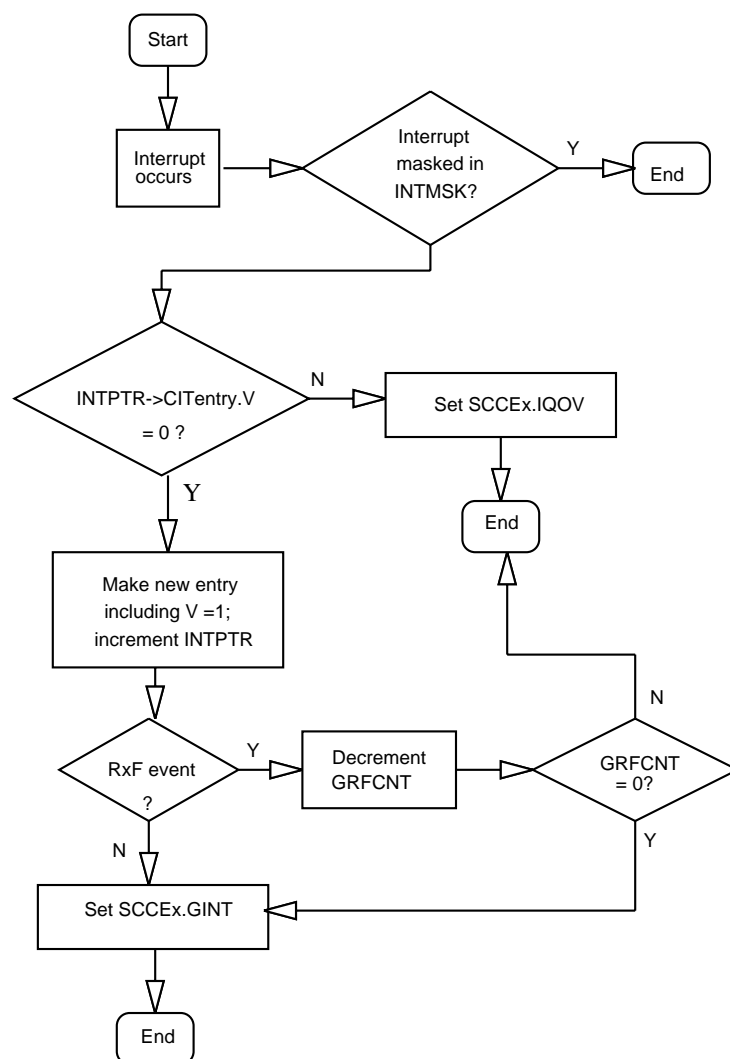 Start
Interrupt
occurs
Interrupt
masked in
INTMSK?
Y
End
INTPTR->CITentry.V
= 0 ?
N
Set SCCEx.IQOV
Y
End
Make new entry
including V =1;
increment INTPTR
N
RxF event
?
Y
Decrement
GRFCNT
GRFCNT
= 0?
N
Y
Set SCCEx.GINT
End